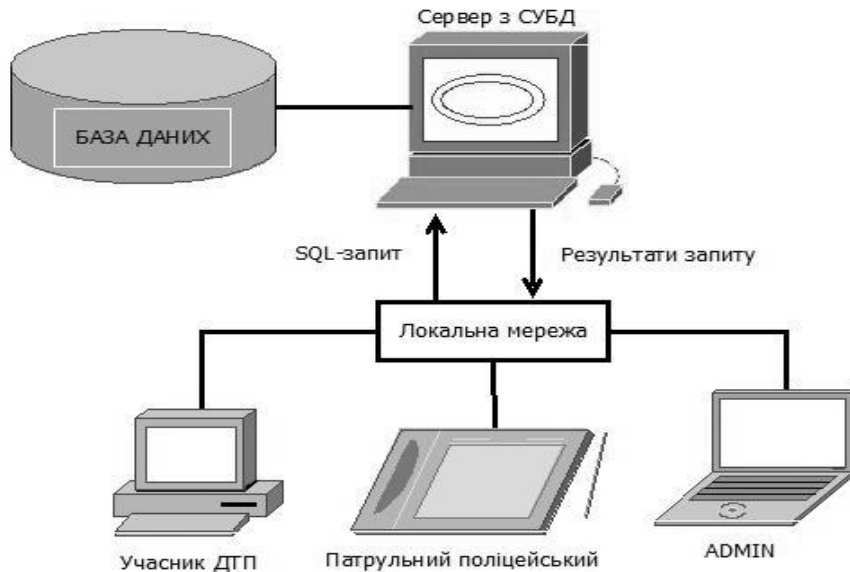 Сервер з СУБД
БАЗА ДАНИХ
SQL-запит
Результати запиту
Локальна мережа
Учасник ДТП
Патрульний поліцейський
ADMIN